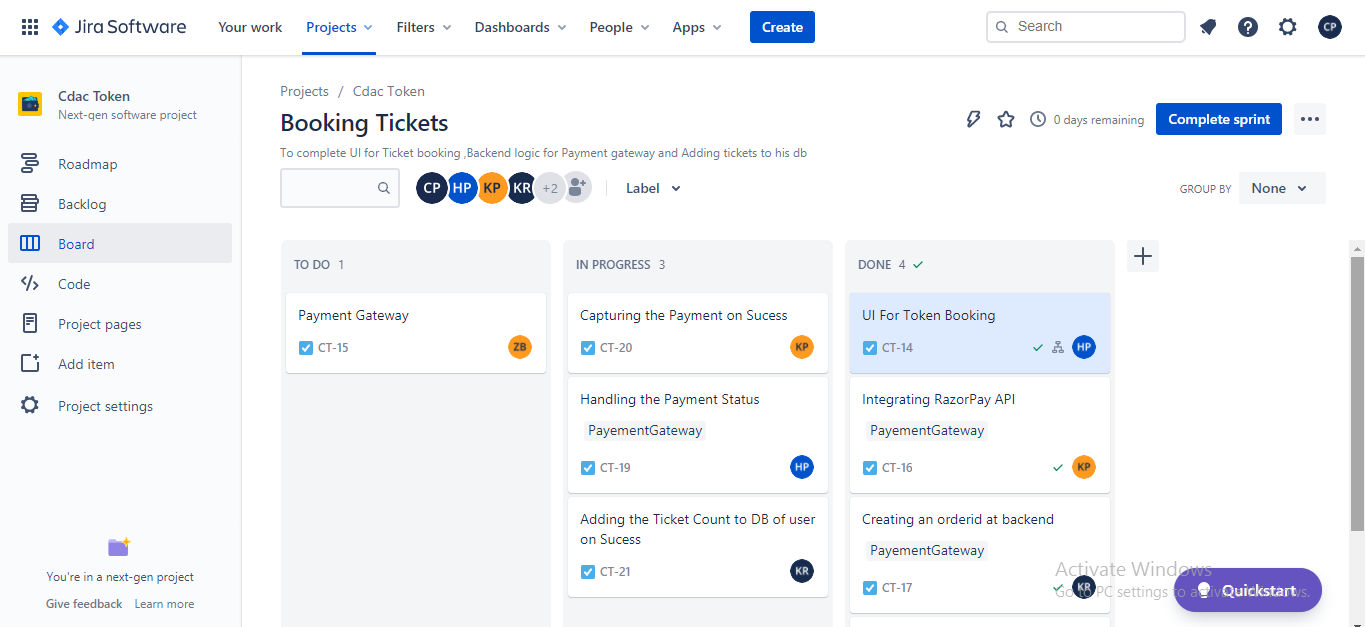 Jira Software
Your work
Projects
Filters
Dashboards
People
Apps
Create
Search
CP
Cdac Token
Next-gen software project
Roadmap
Backlog
Board
Code
Project pages
Add item
Project settings
You're in a next-gen project
Give feedback Learn more
Projects / Cdac Token
Booking Tickets
0 days remaining
Complete sprint
To complete UI for Ticket booking ,Backend logic for Payment gateway and Adding tickets to his db
CP HP KP KR +2
Label
GROUP BY None
TO DO 1
Payment Gateway
CT-15 ZB
IN PROGRESS 3
Capturing the Payment on Sucess
CT-20 KP
Handling the Payment Status
PayementGateway
CT-19 HP
Adding the Ticket Count to DB of user
on Sucess
CT-21 KR
DONE 4
UI For Token Booking
CT-14 HP
Integrating RazorPay API
PayementGateway
CT-16 KP
Creating an orderid at backend
PayementGateway
CT-17 KR
Activate Windows
Go to PC settings to activate Windows.
Quickstart